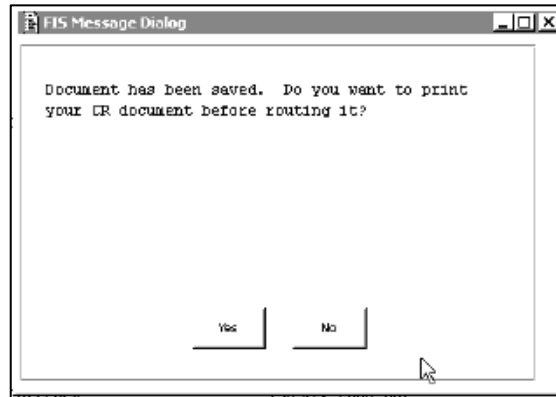 FIS Message Dialog
Document has been saved. Do you want to print
your CR document before routing it?
Yes
No